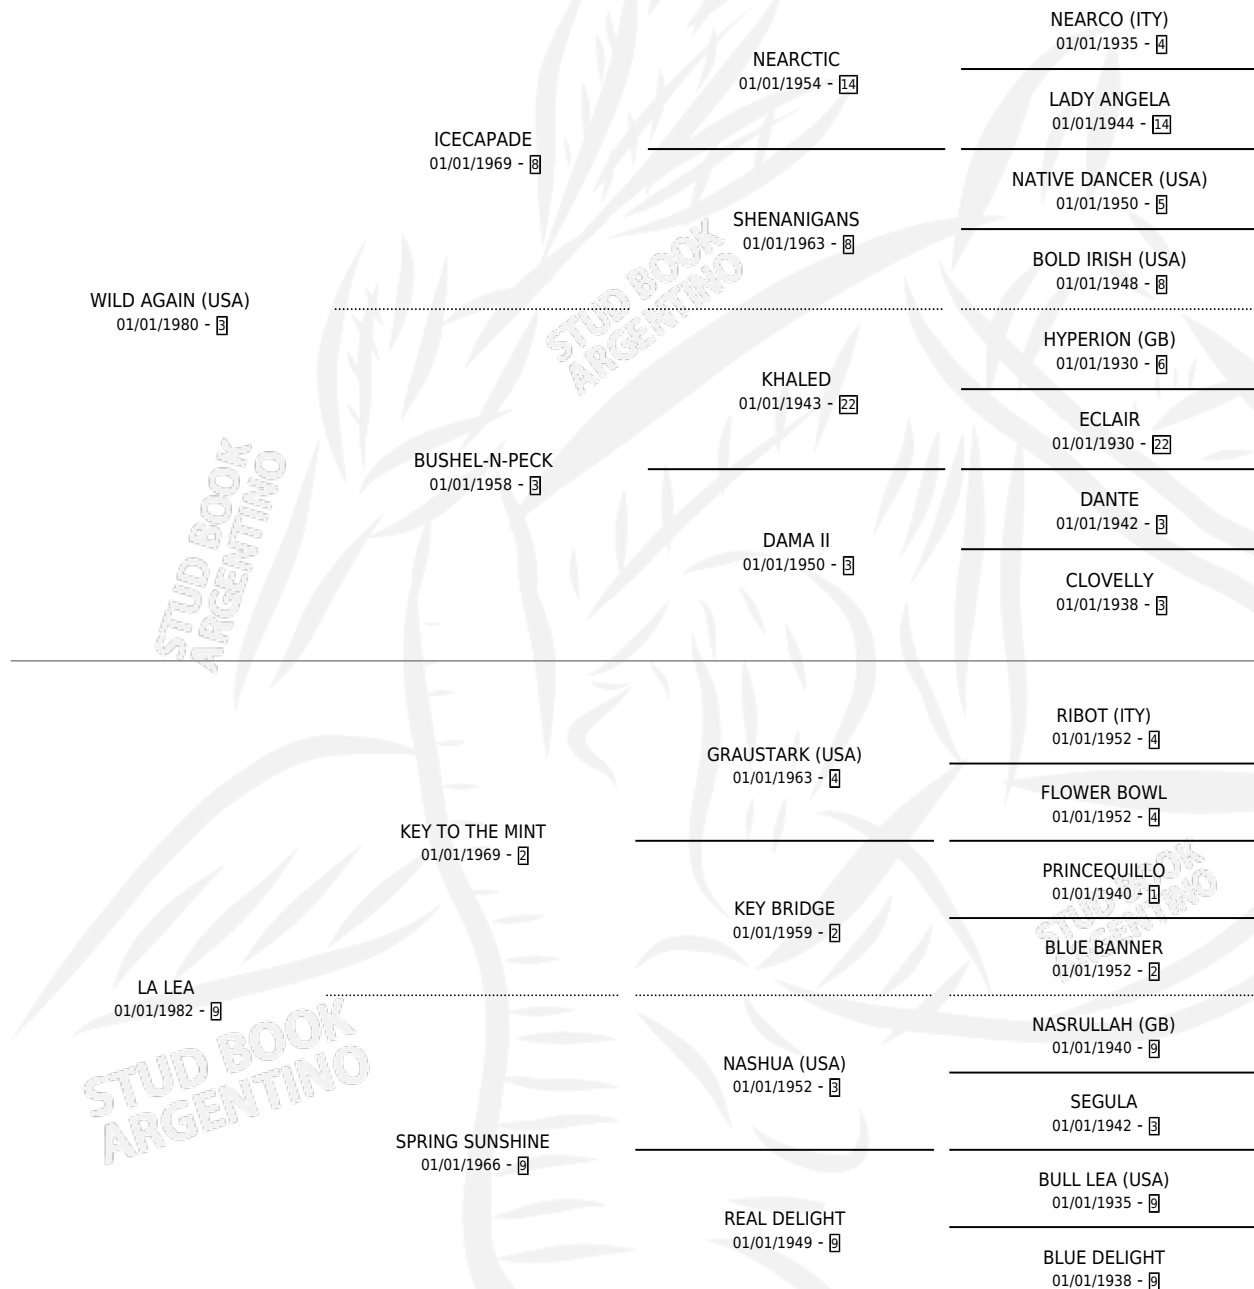 NEARCO (ITY)
01/01/1935 - 4
NEARCTIC
01/01/1954 - 14
LADY ANGELA
01/01/1944 - 14
ICECAPADE
01/01/1969 - 8
NATIVE DANCER (USA)
01/01/1950 - 5
SHENANIGANS
01/01/1963 - 8
BOLD IRISH (USA)
01/01/1948 - 8
WILD AGAIN (USA)
01/01/1980 - 3
HYPERION (GB)
01/01/1930 - 6
KHALED
01/01/1943 - 22
ECLAIR
01/01/1930 - 22
BUSHEL-N-PECK
01/01/1958 - 3
DANTE
01/01/1942 - 3
DAMA II
01/01/1950 - 3
CLOVELLY
01/01/1938 - 3
RIBOT (ITY)
01/01/1952 - 4
GRAUSTARK (USA)
01/01/1963 - 4
FLOWER BOWL
01/01/1952 - 4
KEY TO THE MINT
01/01/1969 - 2
PRINCEQUILLO
01/01/1940 - 1
KEY BRIDGE
01/01/1959 - 2
BLUE BANNER
01/01/1952 - 2
LA LEA
01/01/1982 - 9
NASRULLAH (GB)
01/01/1940 - 9
NASHUA (USA)
01/01/1952 - 3
SEGULA
01/01/1942 - 3
SPRING SUNSHINE
01/01/1966 - 9
BULL LEA (USA)
01/01/1935 - 9
REAL DELIGHT
01/01/1949 - 9
BLUE DELIGHT
01/01/1938 - 9
STUD BOOK
ARGENTINO
STUD BOOK
ARGENTINO
STUD BOOK
ARGENTINO
STUD BOOK
ARGENTINO